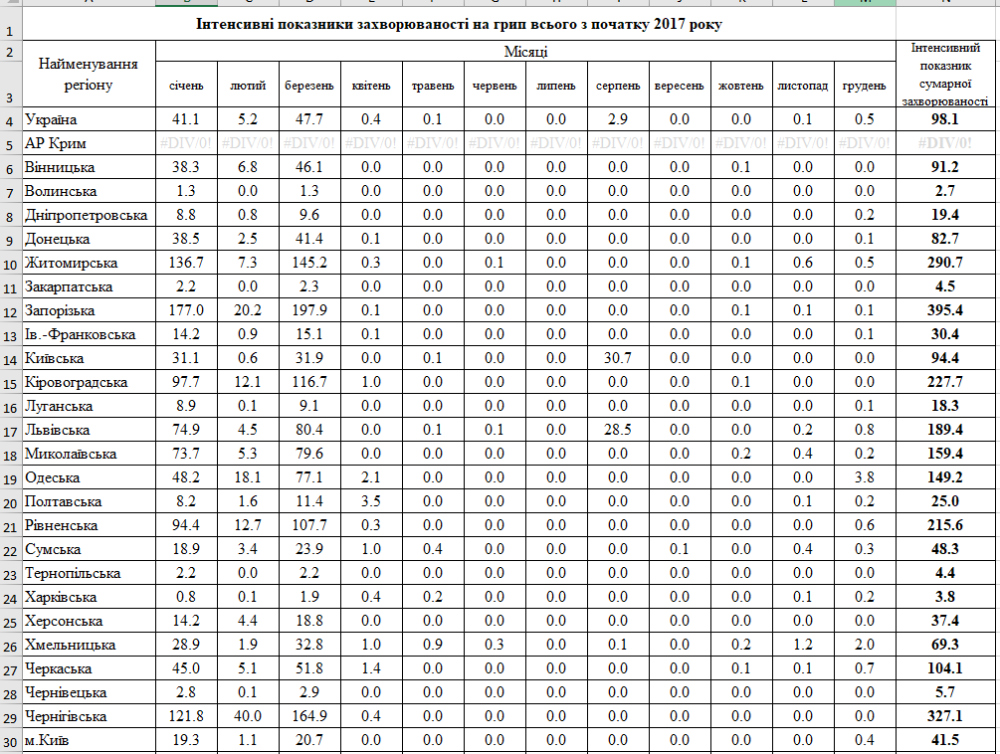 1 Інтенсивні показники захворюваності на грип всього з початку 2017 року
2 Найменування регіону Місяці Інтенсивний показник сумарної захворюваності
3 січень лютий березень квітень травень червень липень серпень вересень жовтень листопад грудень
4 Україна 41.1 5.2 47.7 0.4 0.1 0.0 0.0 2.9 0.0 0.0 0.1 0.5 98.1
5 АР Крим #DIV/0! #DIV/0! #DIV/0! #DIV/0! #DIV/0! #DIV/0! #DIV/0! #DIV/0! #DIV/0! #DIV/0! #DIV/0! #DIV/0! #DIV/0!
6 Вінницька 38.3 6.8 46.1 0.0 0.0 0.0 0.0 0.0 0.0 0.1 0.0 0.0 91.2
7 Волинська 1.3 0.0 1.3 0.0 0.0 0.0 0.0 0.0 0.0 0.0 0.0 0.0 2.7
8 Дніпропетровська 8.8 0.8 9.6 0.0 0.0 0.0 0.0 0.0 0.0 0.0 0.0 0.2 19.4
9 Донецька 38.5 2.5 41.4 0.1 0.0 0.0 0.0 0.0 0.0 0.0 0.0 0.1 82.7
10 Житомирська 136.7 7.3 145.2 0.3 0.0 0.1 0.0 0.0 0.0 0.1 0.6 0.5 290.7
11 Закарпатська 2.2 0.0 2.3 0.0 0.0 0.0 0.0 0.0 0.0 0.0 0.0 0.0 4.5
12 Запорізька 177.0 20.2 197.9 0.1 0.0 0.0 0.0 0.0 0.0 0.1 0.1 0.1 395.4
13 Ів.-Франковська 14.2 0.9 15.1 0.1 0.0 0.0 0.0 0.0 0.0 0.0 0.0 0.1 30.4
14 Київська 31.1 0.6 31.9 0.0 0.1 0.0 0.0 30.7 0.0 0.0 0.0 0.0 94.4
15 Кіровоградська 97.7 12.1 116.7 1.0 0.0 0.0 0.0 0.0 0.0 0.1 0.0 0.0 227.7
16 Луганська 8.9 0.1 9.1 0.0 0.0 0.0 0.0 0.0 0.0 0.0 0.0 0.1 18.3
17 Львівська 74.9 4.5 80.4 0.0 0.1 0.1 0.0 28.5 0.0 0.0 0.2 0.8 189.4
18 Миколаївська 73.7 5.3 79.6 0.0 0.0 0.0 0.0 0.0 0.0 0.2 0.4 0.2 159.4
19 Одеська 48.2 18.1 77.1 2.1 0.0 0.0 0.0 0.0 0.0 0.0 0.0 3.8 149.2
20 Полтавська 8.2 1.6 11.4 3.5 0.0 0.0 0.0 0.0 0.0 0.0 0.1 0.2 25.0
21 Рівненська 94.4 12.7 107.7 0.3 0.0 0.0 0.0 0.0 0.0 0.0 0.0 0.6 215.6
22 Сумська 18.9 3.4 23.9 1.0 0.4 0.0 0.0 0.0 0.1 0.0 0.4 0.3 48.3
23 Тернопільська 2.2 0.0 2.2 0.0 0.0 0.0 0.0 0.0 0.0 0.0 0.0 0.0 4.4
24 Харківська 0.8 0.1 1.9 0.4 0.2 0.0 0.0 0.0 0.0 0.0 0.1 0.2 3.8
25 Херсонська 14.2 4.4 18.8 0.0 0.0 0.0 0.0 0.0 0.0 0.0 0.0 0.0 37.4
26 Хмельницька 28.9 1.9 32.8 1.0 0.9 0.3 0.0 0.1 0.0 0.2 1.2 2.0 69.3
27 Черкаська 45.0 5.1 51.8 1.4 0.0 0.0 0.0 0.0 0.0 0.1 0.1 0.7 104.1
28 Чернівецька 2.8 0.1 2.9 0.0 0.0 0.0 0.0 0.0 0.0 0.0 0.0 0.0 5.7
29 Чернігівська 121.8 40.0 164.9 0.4 0.0 0.0 0.0 0.0 0.0 0.0 0.0 0.0 327.1
30 м.Київ 19.3 1.1 20.7 0.0 0.0 0.0 0.0 0.0 0.0 0.0 0.0 0.4 41.5